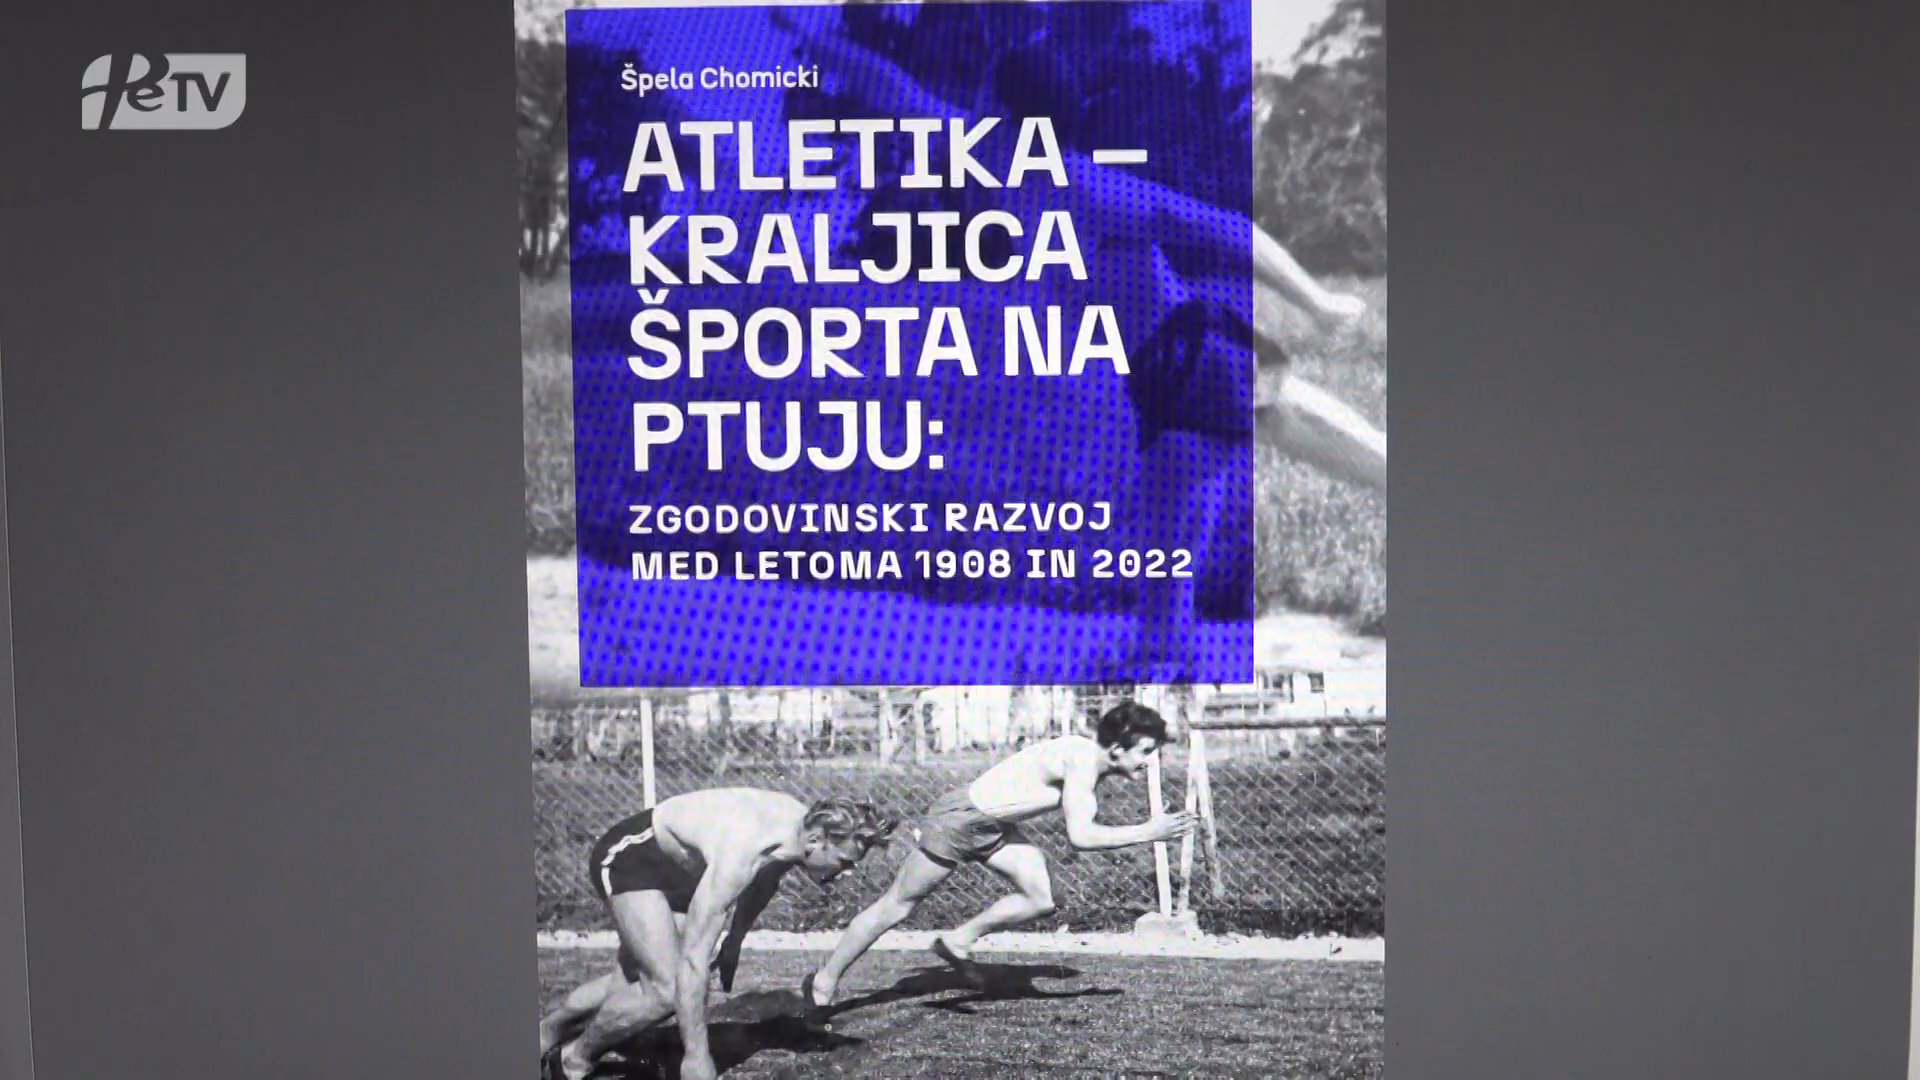 PeTV
Špela Chomicki
ATLETIKA –
KRALJICA
ŠPORTA NA
PTUJU:
ZGODOVINSKI RAZVOJ
MED LETOMA 1908 IN 2022